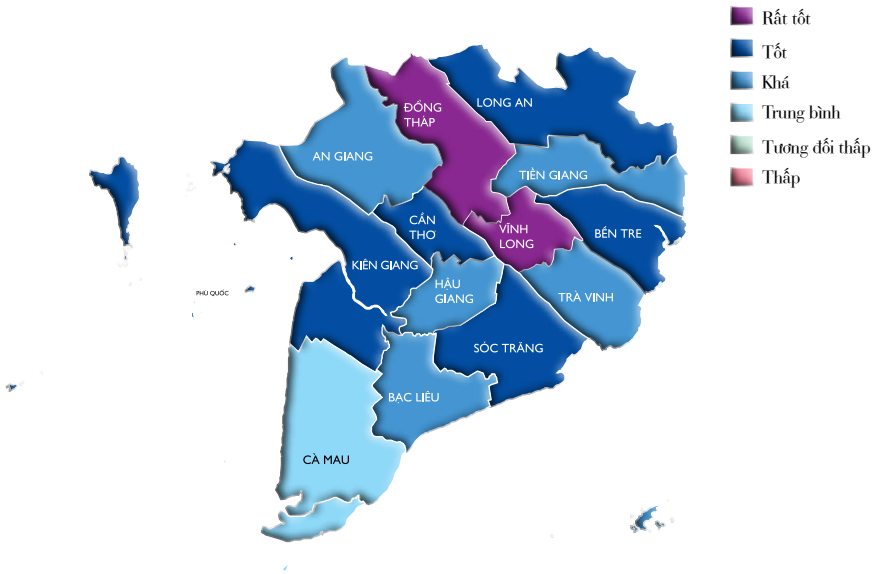 Rất tốt
Tốt
Khá
Trung bình
Tương đối thấp
Thấp
ĐỒNG
THÁP
LONG AN
AN GIANG
TIỀN GIANG
CẦN
THƠ
VĨNH
LONG
BẾN TRE
KIÊN GIANG
HẬU
GIANG
TRÀ VINH
PHÚ QUỐC
SÓC TRĂNG
BẠC LIÊU
CÀ MAU